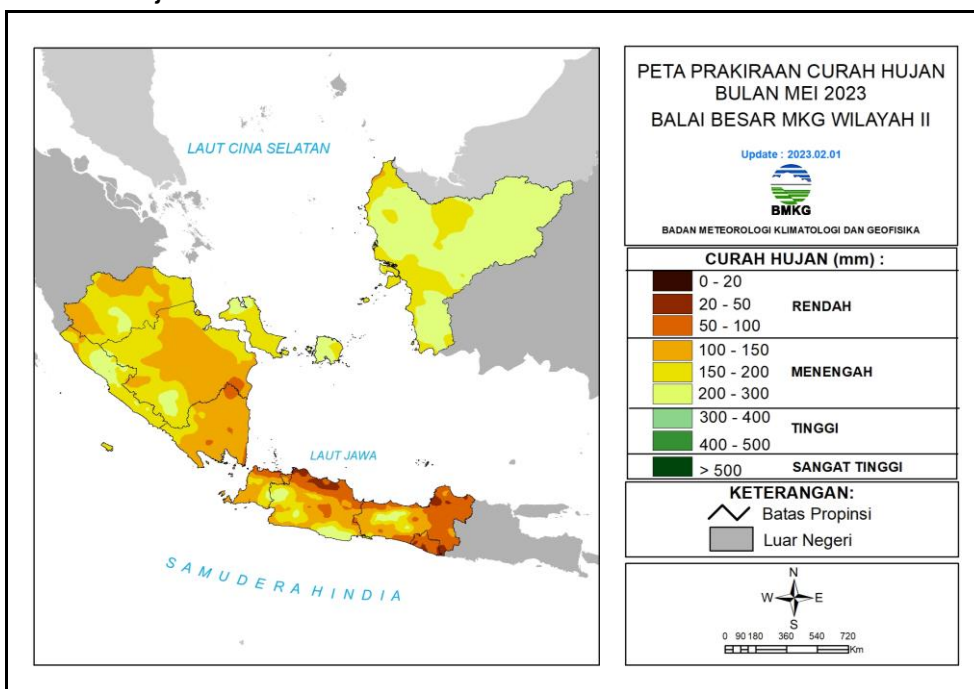 PETA PRAKIRAAN CURAH HUJAN
BULAN MEI 2023
BALAI BESAR MKG WILAYAH II
Update : 2023.02.01
BMKG
BADAN METEOROLOGI KLIMATOLOGI DAN GEOFISIKA
CURAH HUJAN (mm) :
0 - 20
20 - 50
50 - 100
RENDAH
100 - 150
150 - 200
200 - 300
MENENGAH
300 - 400
400 - 500
TINGGI
> 500
SANGAT TINGGI
KETERANGAN:
Batas Propinsi
Luar Negeri
N
W
E
S
0 90 180 360 540 720
Km
LAUT CINA SELATAN
LAUT JAWA
SAMUDERA HINDIA